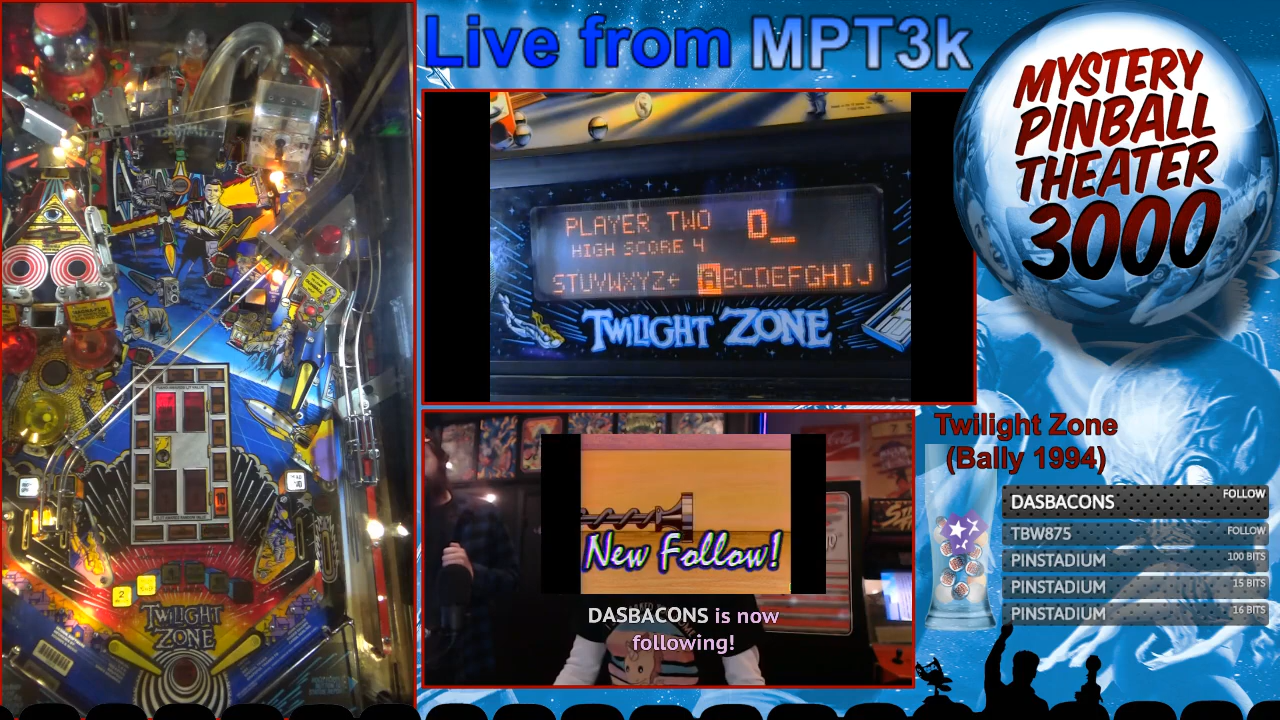 Live from MPT3k
MYSTERY
PINBALL
THEATER
3000
PLAYER TWO D_
HIGH SCORE 4
STUVWXYZ← ABCDEFGHIJ
TWILIGHT ZONE
New Follow!
DASBACONS is now
following!
Twilight Zone
(Bally 1994)
DASBACONS FOLLOW
TBW875 FOLLOW
PINSTADIUM 100 BITS
PINSTADIUM 15 BITS
PINSTADIUM 16 BITS
TWILIGHT
ZONE